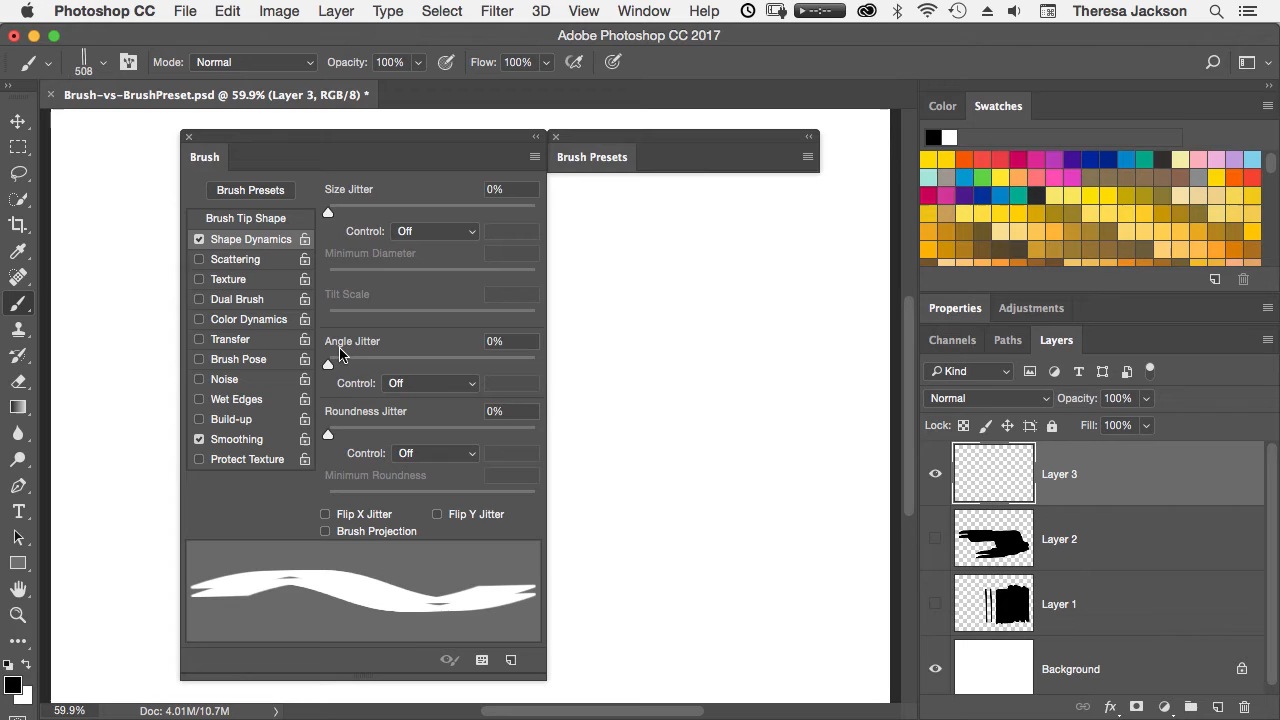 Photoshop CC File Edit Image Layer Type Select Filter 3D View Window Help Theresa Jackson
Adobe Photoshop CC 2017
508 Mode: Normal Opacity: 100% Flow: 100%
Brush-vs-BrushPreset.psd @ 59.9% (Layer 3, RGB/8) *
Color Swatches
Brush
Brush Presets
Brush Presets
Brush Tip Shape
Shape Dynamics
Scattering
Texture
Dual Brush
Color Dynamics
Transfer
Brush Pose
Noise
Wet Edges
Build-up
Smoothing
Protect Texture
Size Jitter 0%
Control: Off
Minimum Diameter
Tilt Scale
Angle Jitter 0%
Control: Off
Roundness Jitter 0%
Control: Off
Minimum Roundness
Flip X Jitter Flip Y Jitter
Brush Projection
Properties Adjustments
Channels Paths Layers
Kind
Normal Opacity: 100%
Lock: Fill: 100%
Layer 3
Layer 2
Layer 1
Background
59.9% Doc: 4.01M/10.7M